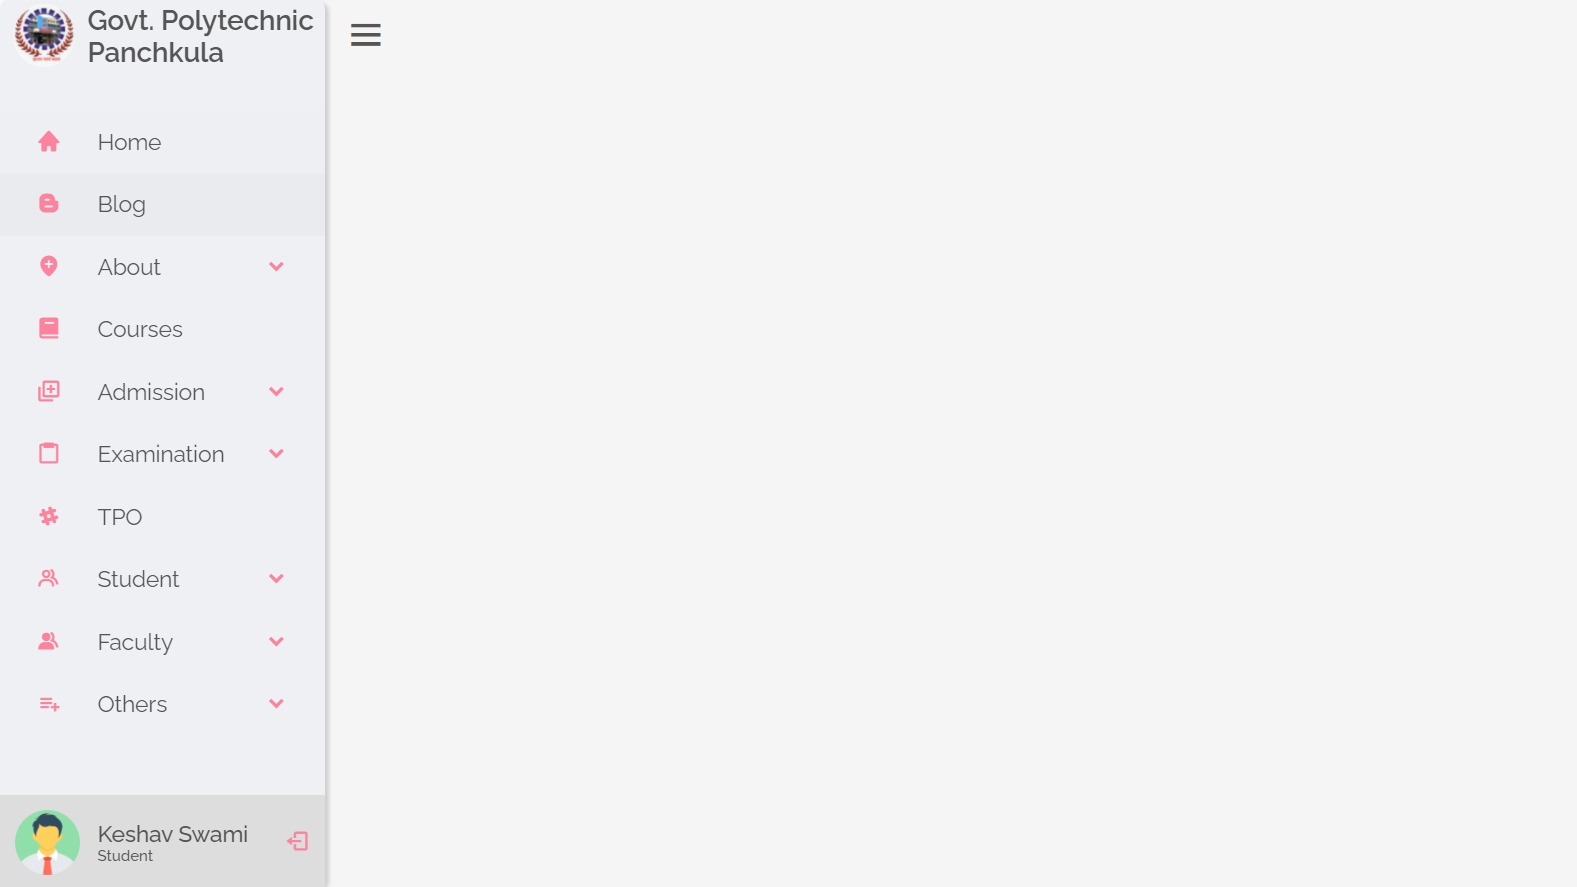 Govt. Polytechnic
Panchkula
Home
Blog
About
Courses
Admission
Examination
TPO
Student
Faculty
Others
Keshav Swami
Student